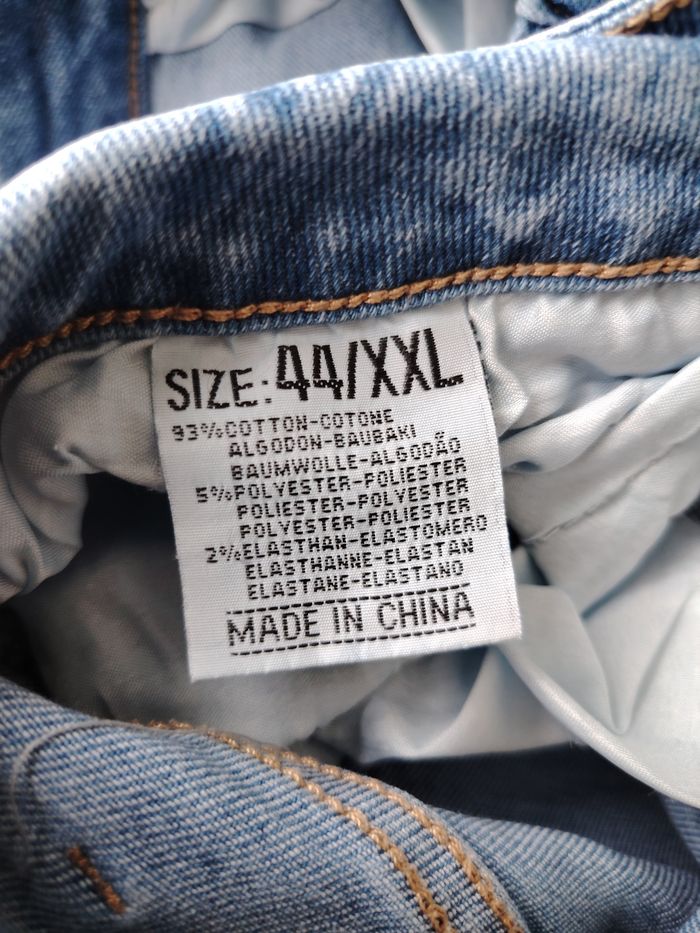 SIZE: 44/XXL
93%COTTON-COTONE
ALGODON-BAUBAKI
BAUMWOLLE-ALGODÃO
5%POLYESTER-POLIESTER
POLIESTER-POLYESTER
POLYESTER-POLIESTER
2%ELASTHAN-ELASTOMERO
ELASTHANNE-ELASTAN
ELASTANE-ELASTANO
MADE IN CHINA